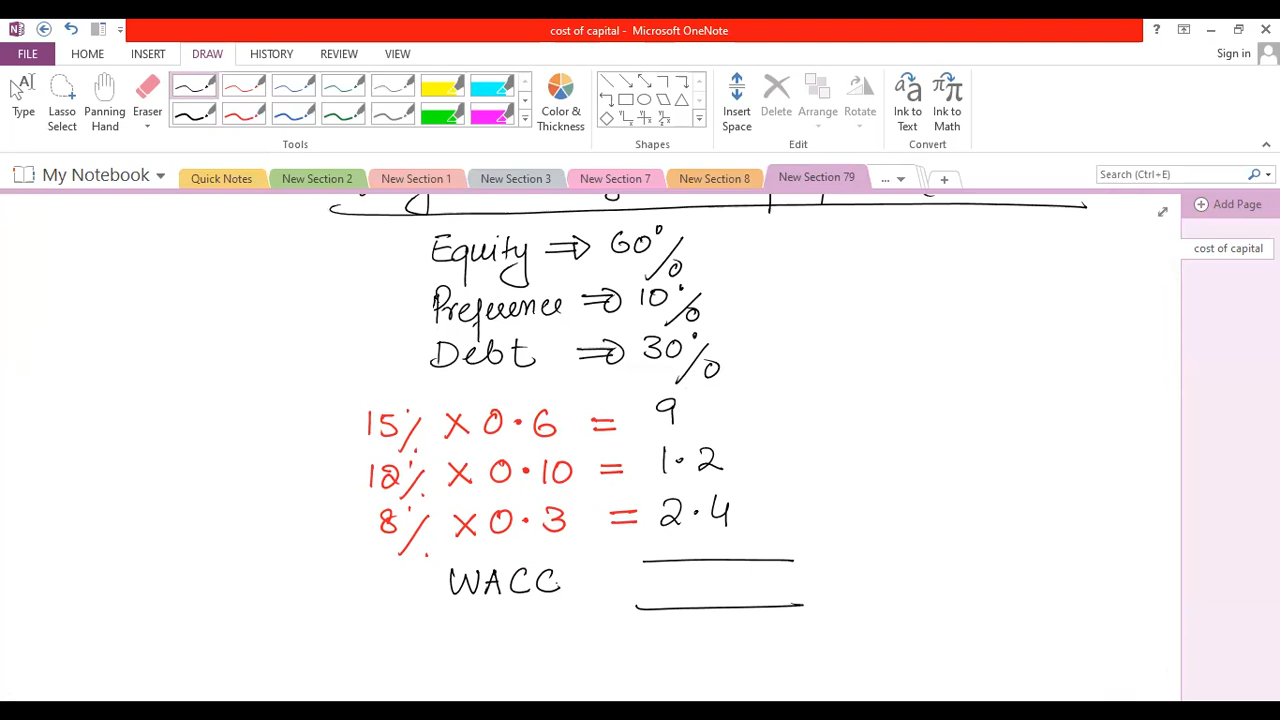 cost of capital - Microsoft OneNote
? 
Sign in
FILE HOME INSERT DRAW HISTORY REVIEW VIEW
Type
Lasso Select
Panning Hand
Eraser
Color & Thickness
Insert Space
Delete
Arrange
Rotate
Ink to Text
Ink to Math
Tools
Shapes
Edit
Convert
My Notebook
Quick Notes
New Section 2
New Section 1
New Section 3
New Section 7
New Section 8
New Section 79
...
Search (Ctrl+E)
Add Page
cost of capital
Equity ⇒ 60%
Preference ⇒ 10%
Debt ⇒ 30%
15% × 0.6 = 9
12% × 0.10 = 1.2
8% × 0.3 = 2.4
WACC